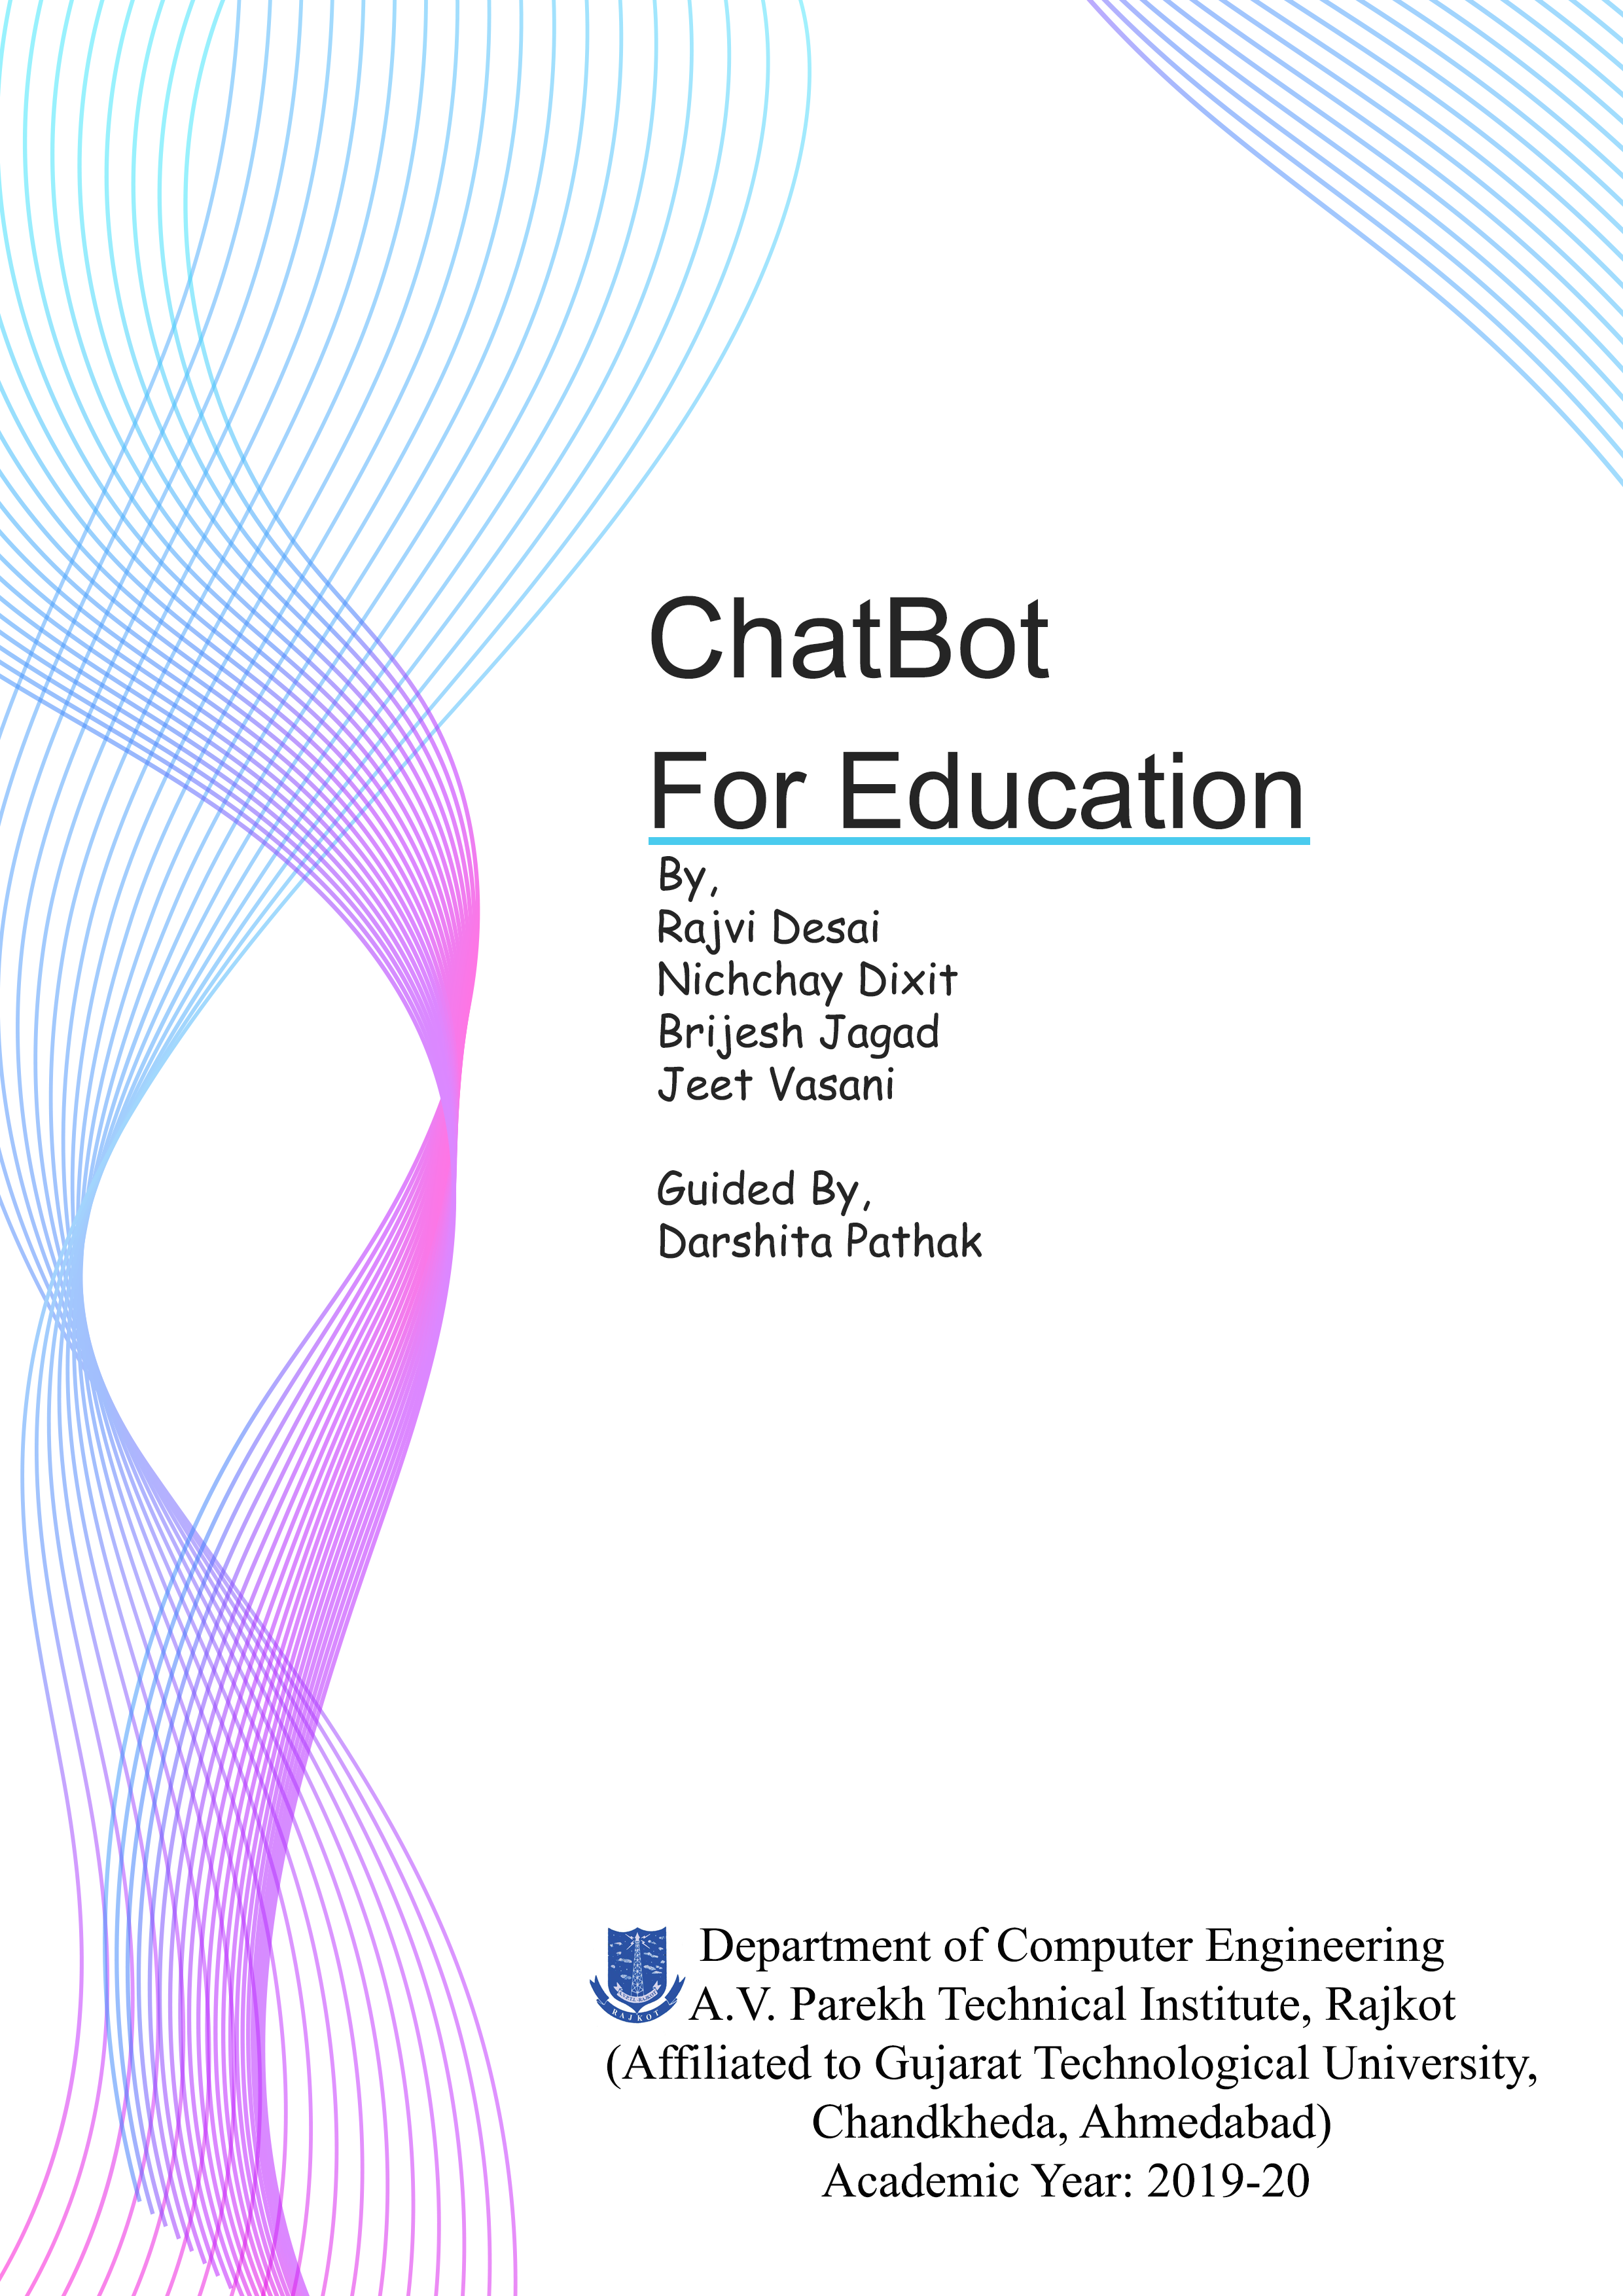 ChatBot
For Education
By,
Rajvi Desai
Nichchay Dixit
Brijesh Jagad
Jeet Vasani
Guided By,
Darshita Pathak
Department of Computer Engineering
A.V. Parekh Technical Institute, Rajkot
(Affiliated to Gujarat Technological University,
Chandkheda, Ahmedabad)
Academic Year: 2019-20
RAJKOT